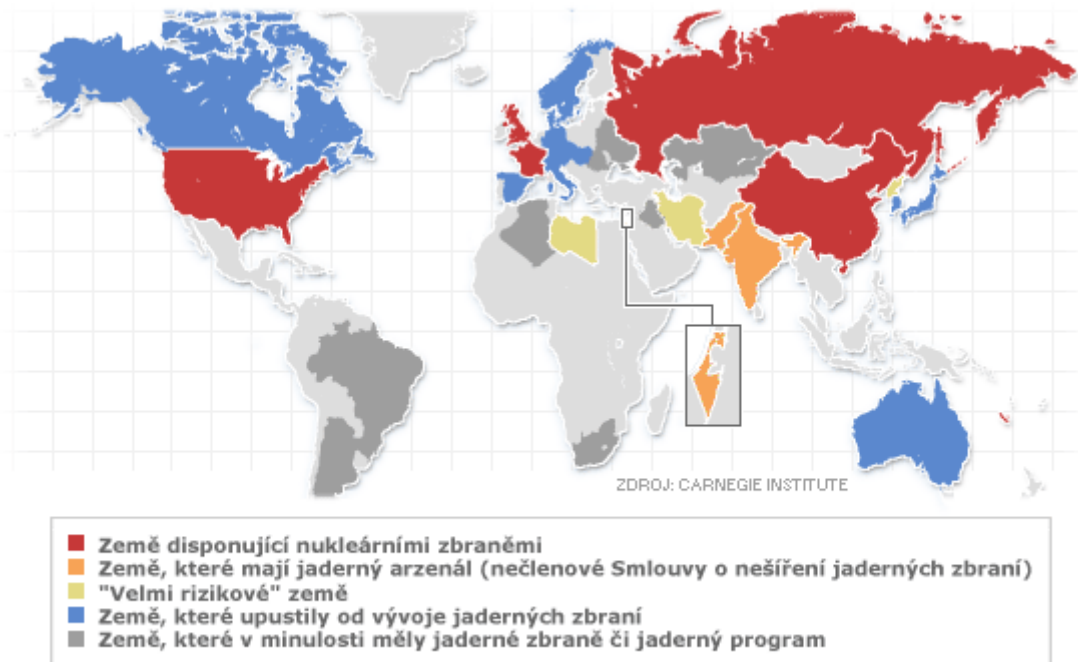 ZDROJ: CARNEGIE INSTITUTE
Země disponující nukleárními zbraněmi
Země, které mají jaderný arzenál (nečlenové Smlouvy o nešíření jaderných zbraní)
"Velmi rizikové" země
Země, které upustily od vývoje jaderných zbraní
Země, které v minulosti měly jaderné zbraně či jaderný program